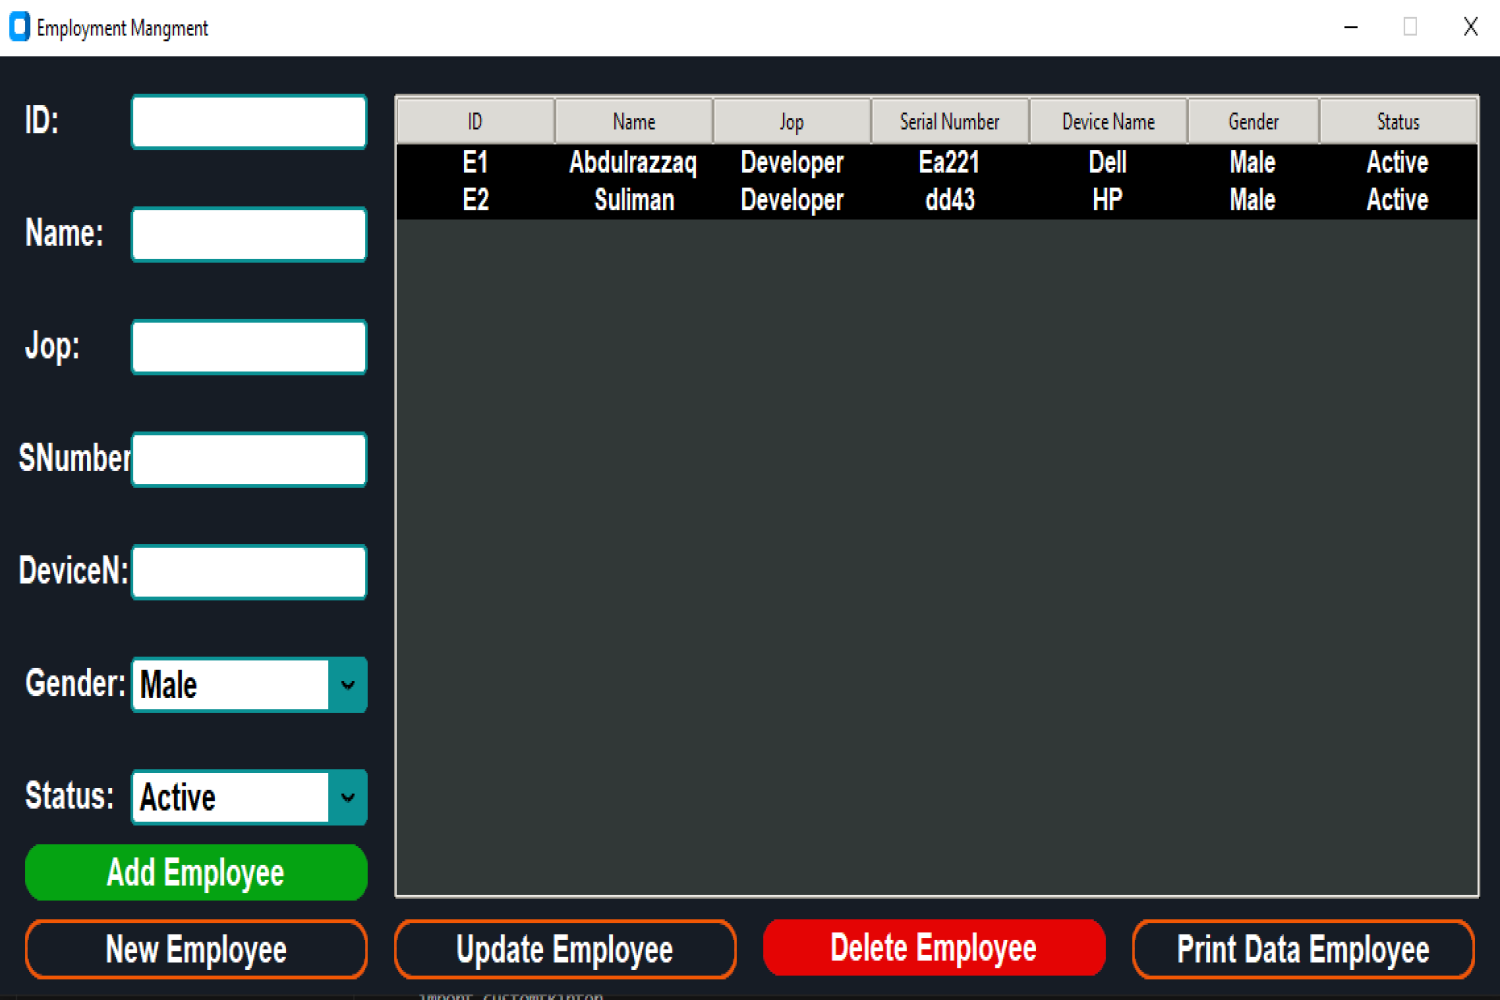 Employment Mangment
ID:
Name:
Jop:
SNumber
DeviceN:
Gender: Male
Status: Active
Add Employee
ID Name Jop Serial Number Device Name Gender Status
E1 Abdulrazzaq Developer Ea221 Dell Male Active
E2 Suliman Developer dd43 HP Male Active
New Employee Update Employee Delete Employee Print Data Employee